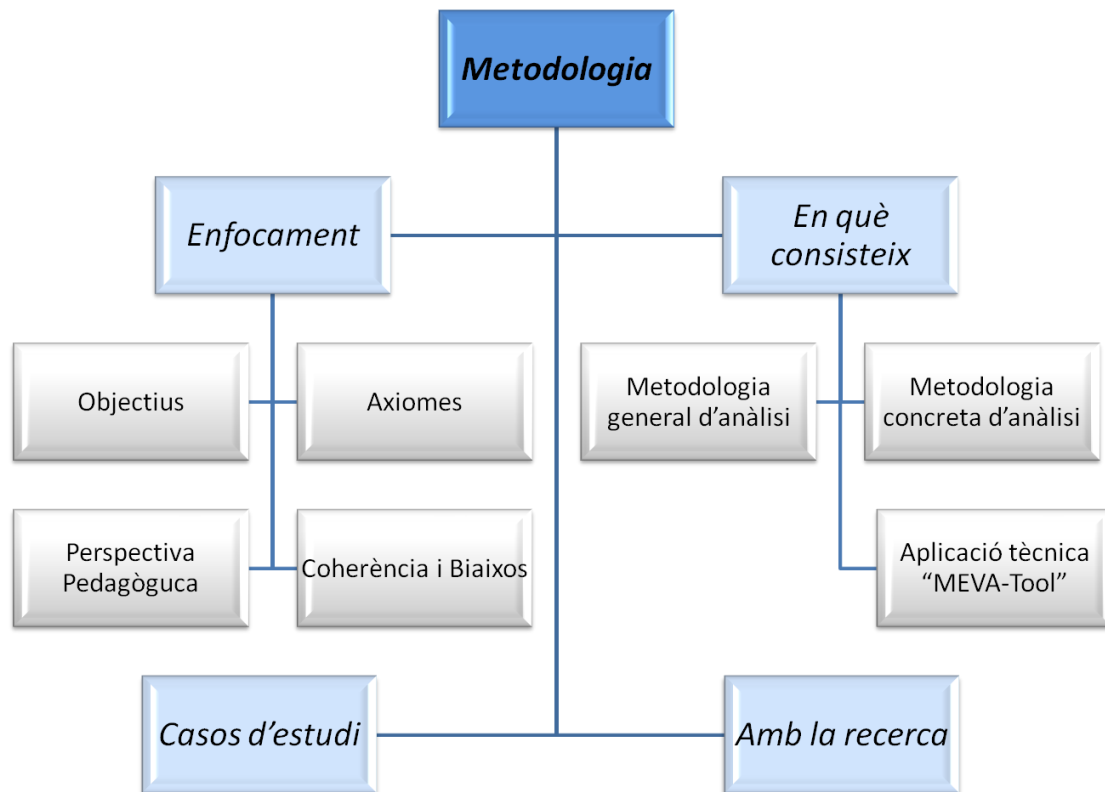 Metodologia
Enfocament
En què
consisteix
Objectius
Axiomes
Metodologia
general d’anàlisi
Metodologia
concreta d’anàlisi
Perspectiva
Pedagòguca
Coherència i Biaixos
Aplicació tècnica
“MEVA-Tool”
Casos d’estudi
Amb la recerca